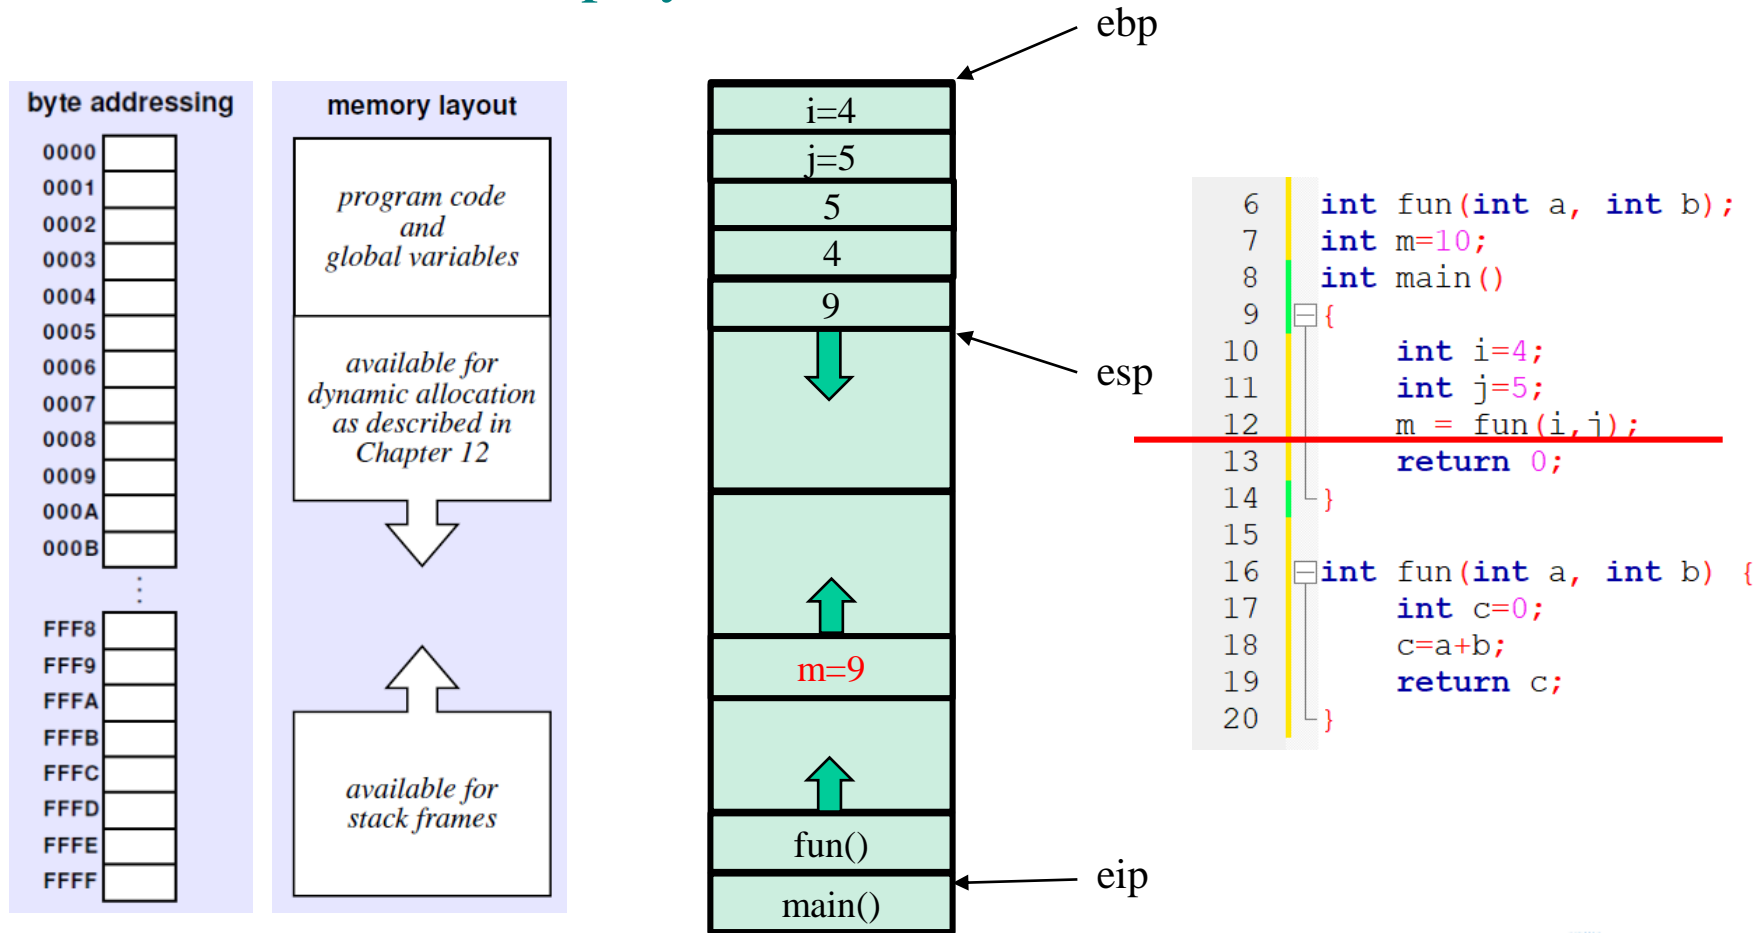 ebp
byte addressing
0000
0001
0002
0003
0004
0005
0006
0007
0008
0009
000A
000B
FFF8
FFF9
FFFA
FFFB
FFFC
FFFD
FFFE
FFFF
memory layout
program code
and
global variables
available for
dynamic allocation
as described in
Chapter 12
available for
stack frames
i=4
j=5
5
4
9
m=9
fun()
main()
esp
eip
6 int fun(int a, int b);
7 int m=10;
8 int main()
9 {
10 int i=4;
11 int j=5;
12 m = fun(i,j);
13 return 0;
14 }
15
16 int fun(int a, int b) {
17 int c=0;
18 c=a+b;
19 return c;
20 }